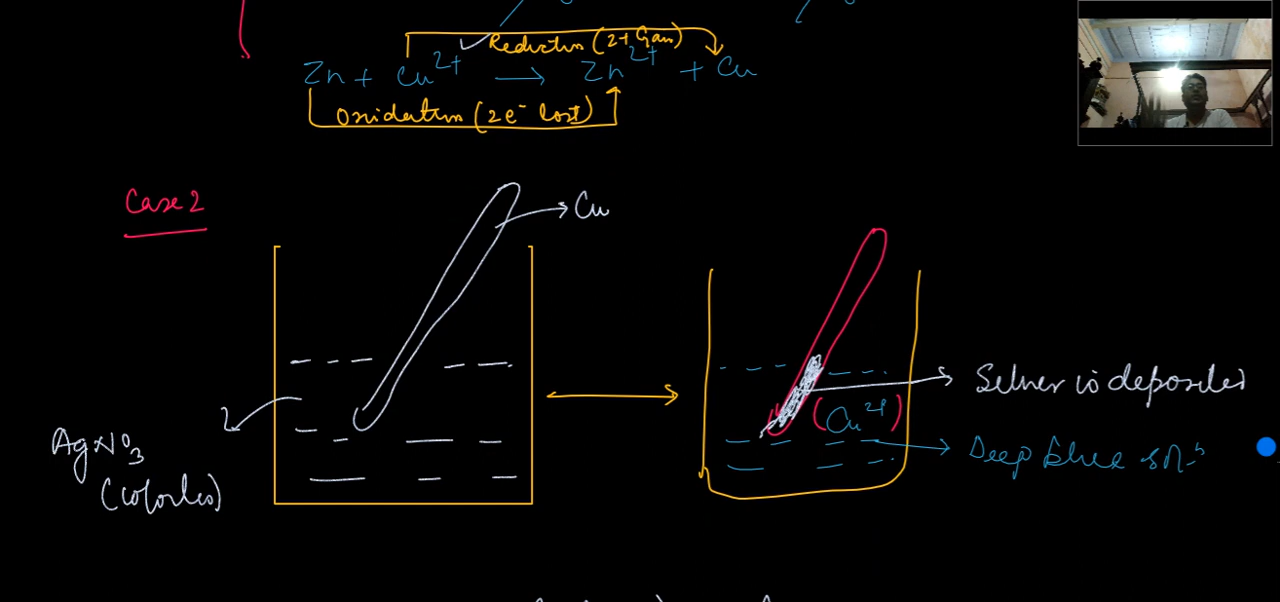 Reduction (2e Gain)
Zn + Cu2+ → Zn2+ + Cu
Oxidation (2e- lost)
Case 2
Cu
AgNO3
(colorless)
(Cu2+)
Silver is deposited
Deep blue soln